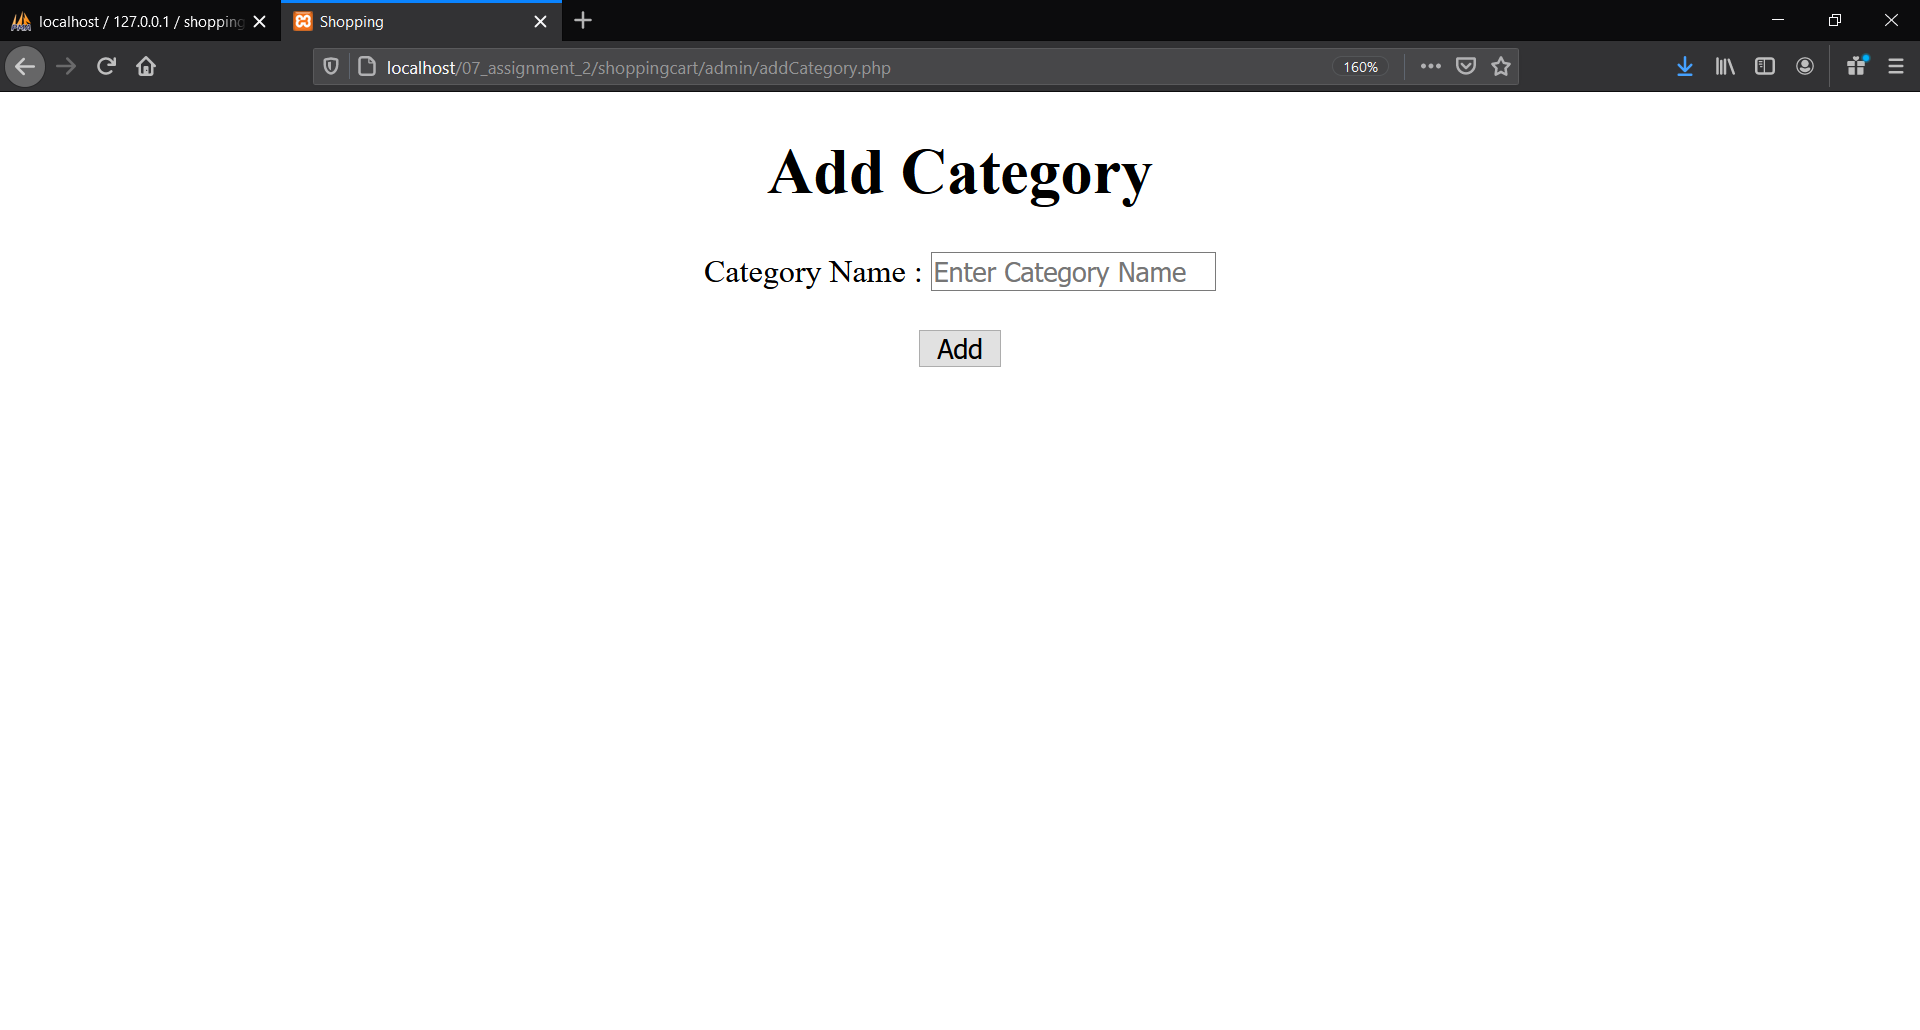 localhost / 127.0.0.1 / shopping
Shopping
localhost/07_assignment_2/shoppingcart/admin/addCategory.php
160%
Add Category
Category Name : Enter Category Name
Add